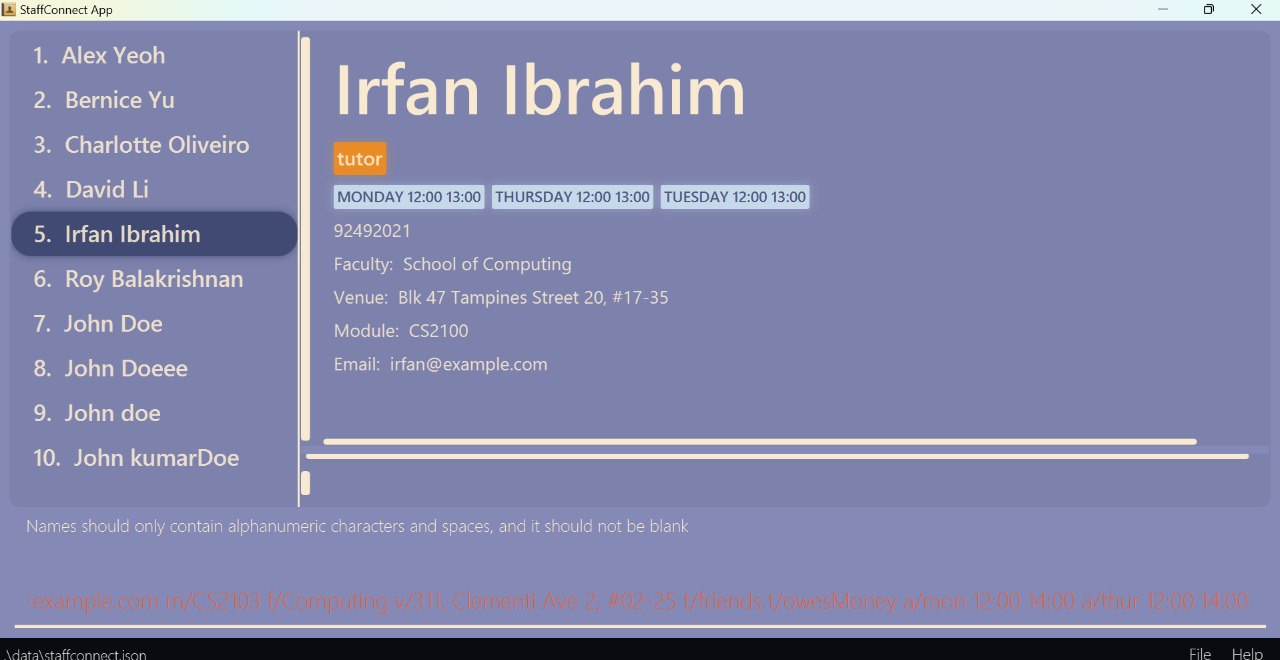 StaffConnect App
1. Alex Yeoh
2. Bernice Yu
3. Charlotte Oliveiro
4. David Li
5. Irfan Ibrahim
6. Roy Balakrishnan
7. John Doe
8. John Doeee
9. John doe
10. John kumarDoe
Irfan Ibrahim
tutor
MONDAY 12:00 13:00 THURSDAY 12:00 13:00 TUESDAY 12:00 13:00
92492021
Faculty: School of Computing
Venue: Blk 47 Tampines Street 20, #17-35
Module: CS2100
Email: irfan@example.com
Names should only contain alphanumeric characters and spaces, and it should not be blank
example.com m/CS2103 f/Computing v/311, Clementi Ave 2, #02-25 t/friends t/owesMoney a/mon 12:00 14:00 a/thur 12:00 14:00
.\data\staffconnect.json
File Help